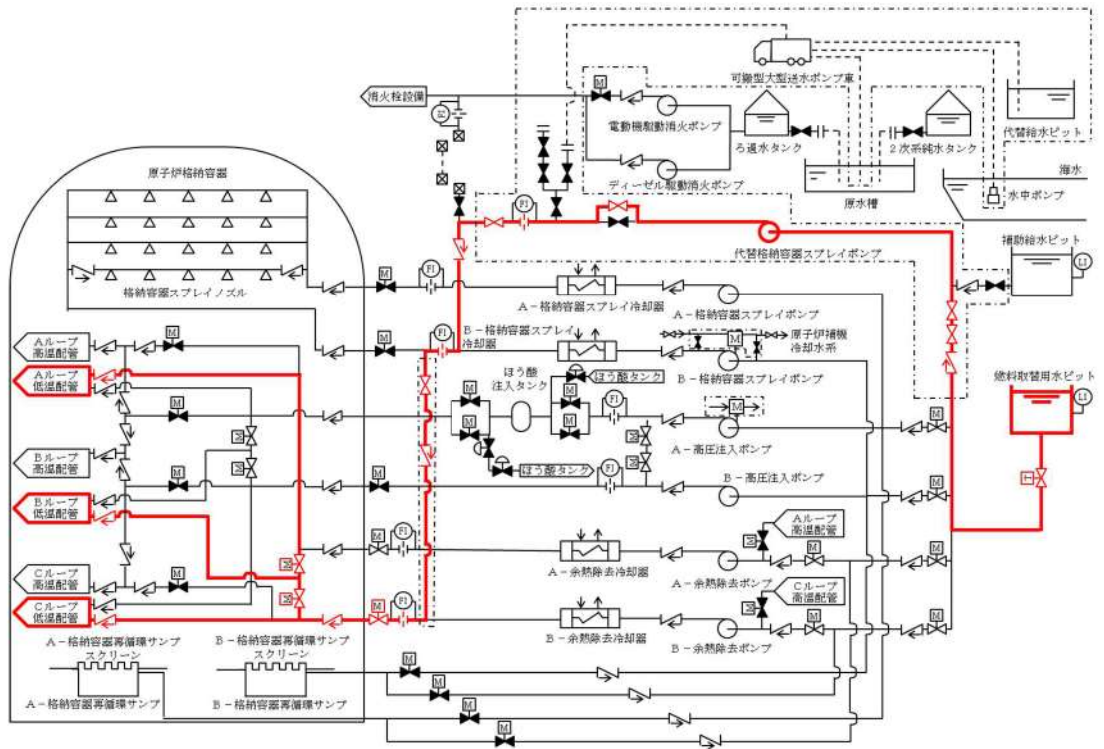 可搬型大型送水ポンプ車
M
消火栓設備
電動機駆動消火ポンプ
代替給水ピット
FI
ろ過水タンク
2次系純水タンク
海水
原子炉格納容器
ディーゼル駆動消火ポンプ
原水槽
水中ポンプ
FI
代替格納容器スプレイポンプ
補助給水ピット
LI
M
FI
格納容器スプレイノズル
A-格納容器スプレイ冷却器
A-格納容器スプレイポンプ
M
FI
B-格納容器スプレイ
冷却器
M
原子炉補機
冷却水系
Aループ
高温配管
M
ほう酸
注入タンク
ほう酸タンク
B-格納容器スプレイポンプ
燃料取替用水ピット
LI
Aループ
低温配管
M
M
FI
M
M
M
M
M
M
M
A-高圧注入ポンプ
M
Bループ
高温配管
M
M
M
ほう酸タンク
FI
B-高圧注入ポンプ
M
T
Bループ
低温配管
Aループ
高温配管
M
FI
M
M
M
M
A-余熱除去冷却器
A-余熱除去ポンプ
Cループ
高温配管
M
M
Cループ
高温配管
Cループ
低温配管
M
FI
M
M
M
B-余熱除去冷却器
B-余熱除去ポンプ
A-格納容器再循環サンプ
スクリーン
B-格納容器再循環サンプ
スクリーン
M
M
A-格納容器再循環サンプ
B-格納容器再循環サンプ
M
M